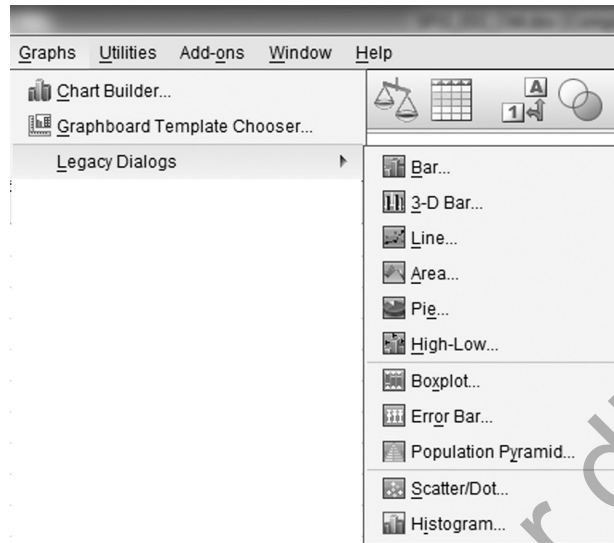 Graphs Utilities Add-ons Window Help
Chart Builder...
Graphboard Template Chooser...
Legacy Dialogs
A
1
Bar...
3-D Bar...
Line...
Area...
Pie...
High-Low...
Boxplot...
Error Bar...
Population Pyramid...
Scatter/Dot...
Histogram...